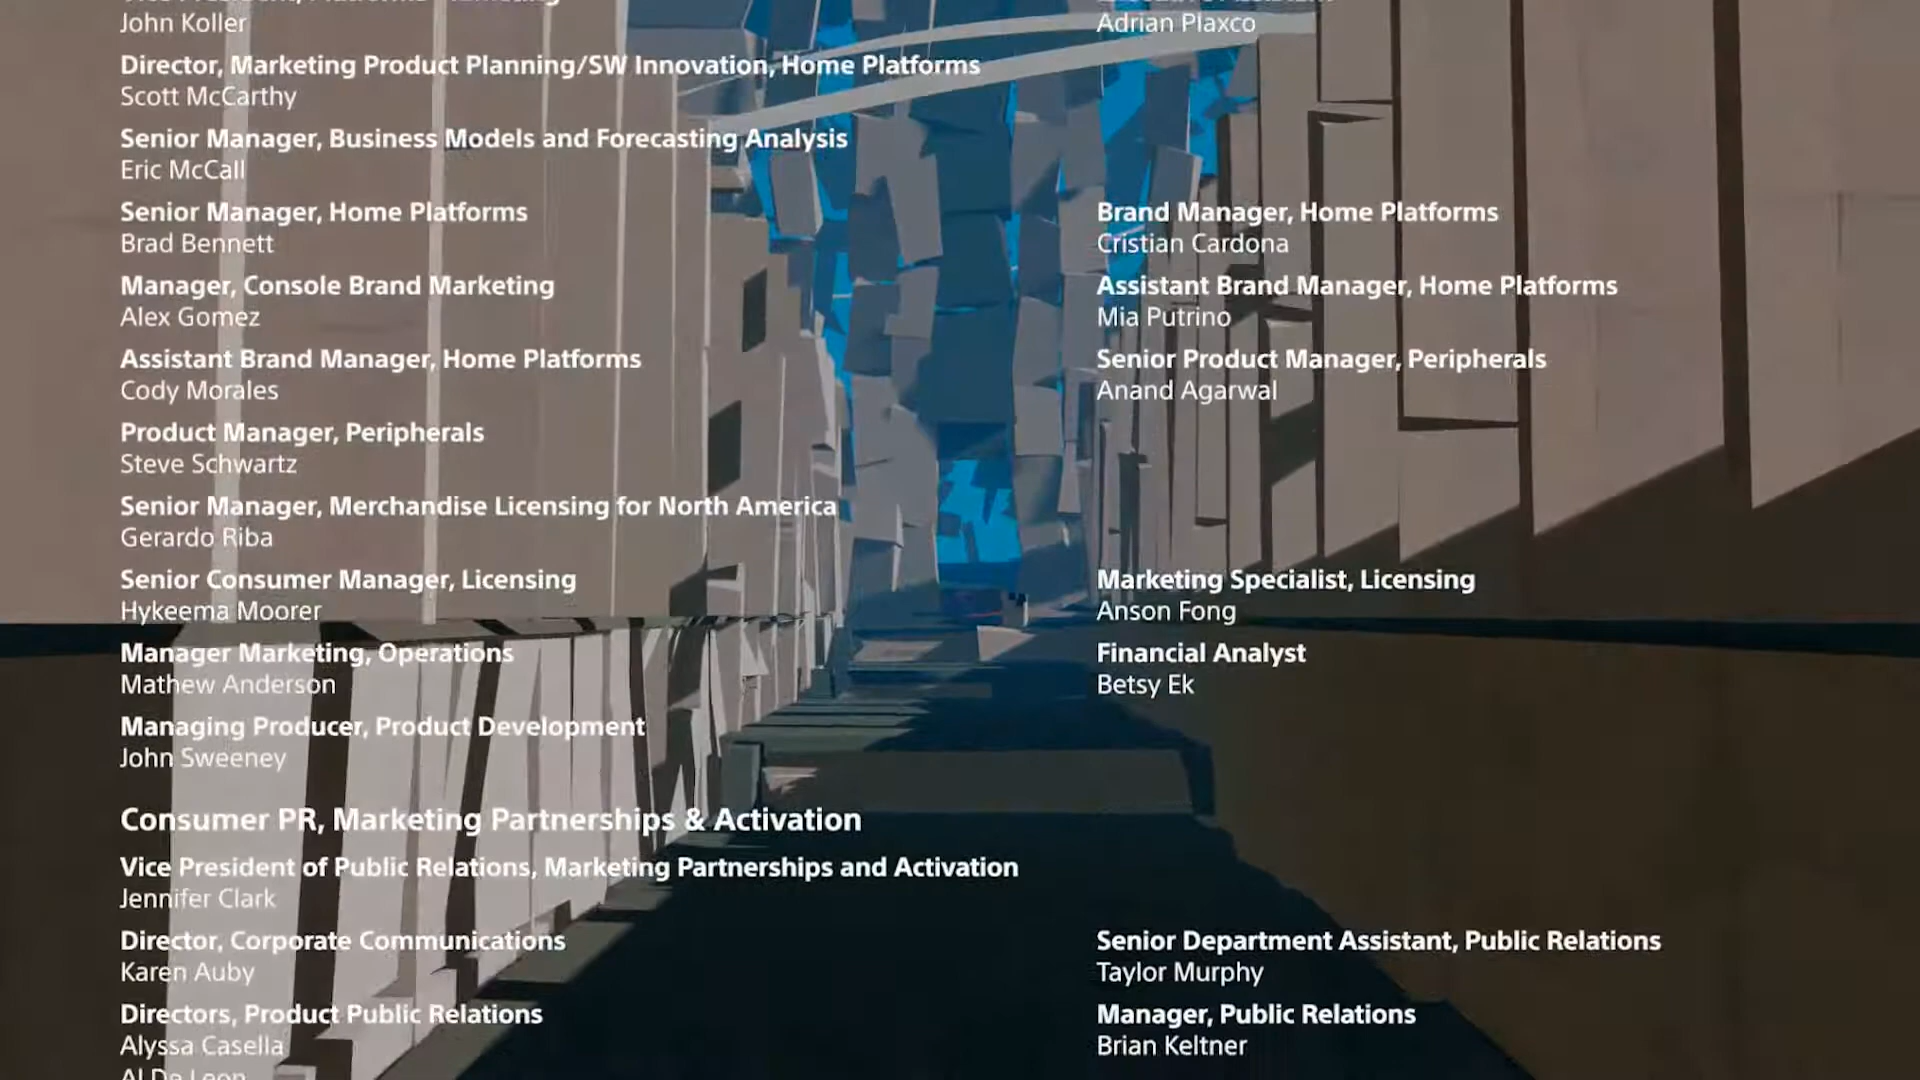 John Koller
Adrian Plaxco
Director, Marketing Product Planning/SW Innovation, Home Platforms
Scott McCarthy
Senior Manager, Business Models and Forecasting Analysis
Eric McCall
Senior Manager, Home Platforms
Brad Bennett
Brand Manager, Home Platforms
Cristian Cardona
Manager, Console Brand Marketing
Alex Gomez
Assistant Brand Manager, Home Platforms
Mia Putrino
Assistant Brand Manager, Home Platforms
Cody Morales
Senior Product Manager, Peripherals
Anand Agarwal
Product Manager, Peripherals
Steve Schwartz
Senior Manager, Merchandise Licensing for North America
Gerardo Riba
Senior Consumer Manager, Licensing
Hykeema Moorer
Marketing Specialist, Licensing
Anson Fong
Manager Marketing, Operations
Mathew Anderson
Financial Analyst
Betsy Ek
Managing Producer, Product Development
John Sweeney
Consumer PR, Marketing Partnerships & Activation
Vice President of Public Relations, Marketing Partnerships and Activation
Jennifer Clark
Director, Corporate Communications
Karen Auby
Senior Department Assistant, Public Relations
Taylor Murphy
Directors, Product Public Relations
Alyssa Casella
Al De Leon
Manager, Public Relations
Brian Keltner